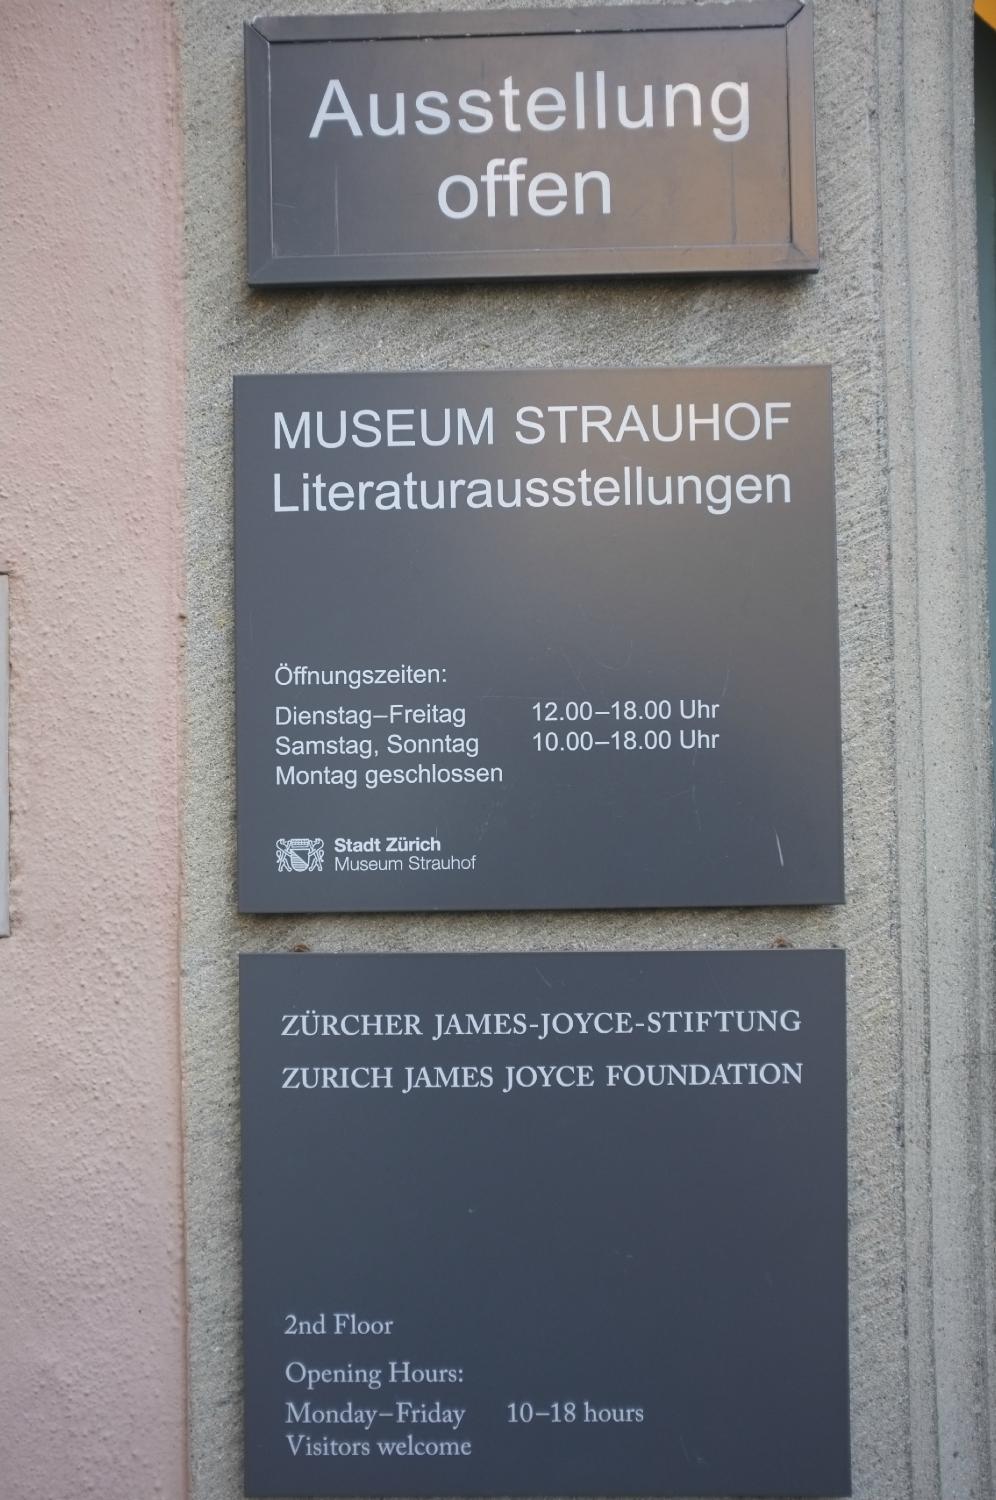 Ausstellung
offen
MUSEUM STRAUHOF
Literaturausstellungen
Öffnungszeiten:
Dienstag–Freitag 12.00–18.00 Uhr
Samstag, Sonntag 10.00–18.00 Uhr
Montag geschlossen
Stadt Zürich
Museum Strauhof
ZÜRCHER JAMES-JOYCE-STIFTUNG
ZURICH JAMES JOYCE FOUNDATION
2nd Floor
Opening Hours:
Monday–Friday 10–18 hours
Visitors welcome